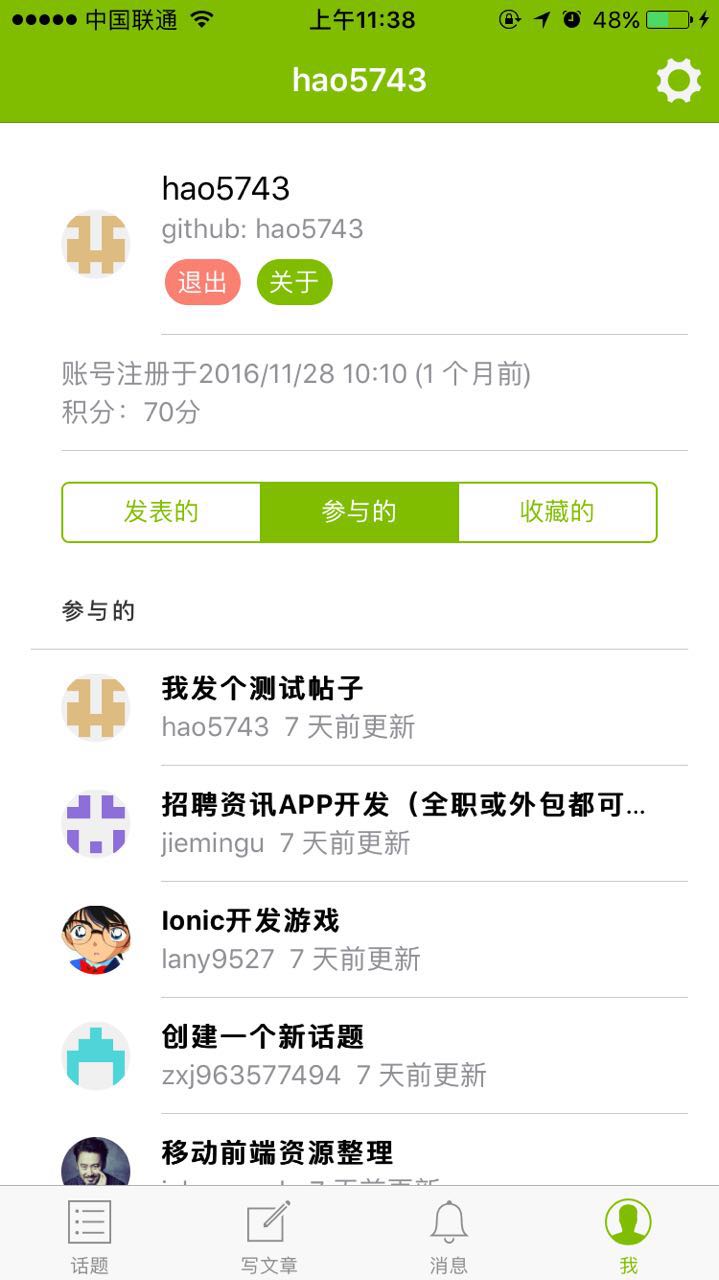 中国联通 上午11:38 48%
hao5743
hao5743
github: hao5743
退出 关于
账号注册于2016/11/28 10:10 (1 个月前)
积分：70分
发表的 参与的 收藏的
参与的
我发个测试帖子
hao5743 7 天前更新
招聘资讯APP开发（全职或外包都可...
jiemingu 7 天前更新
Ionic开发游戏
lany9527 7 天前更新
创建一个新话题
zxj963577494 7 天前更新
移动前端资源整理
7 天前更新
话题 写文章 消息 我